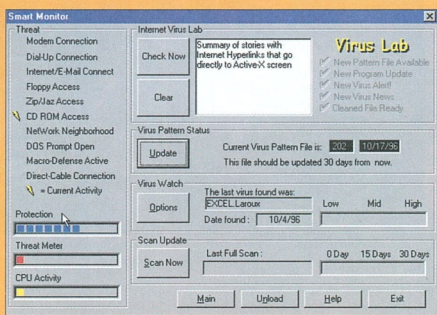 Smart Monitor
Threat
Modem Connection
Dial-Up Connection
Internet/E-Mail Connect
Floppy Access
Zip/Jaz Access
CD ROM Access
NetWork Neighborhood
DOS Prompt Open
Macro-Defense Active
Direct-Cable Connection
= Current Activity
Protection
Threat Meter
CPU Activity
Internet Virus Lab
Check Now
Clear
Summary of stories with
Internet Hyperlinks that go
directly to Active-X screen
Virus Lab
New Pattern File Available
New Program Update
New Virus Alert!
New Virus News
Cleaned File Ready
Virus Pattern Status
Update
Current Virus Pattern File is: 202 10/17/96
This file should be updated 30 days from now.
Virus Watch
Options
The last virus found was:
EXCEL.Laroux
Date found : 10/4/96
Low Mid High
Scan Update
Scan Now
Last Full Scan :
0 Day 15 Days 30 Days
Main Unload Help Exit